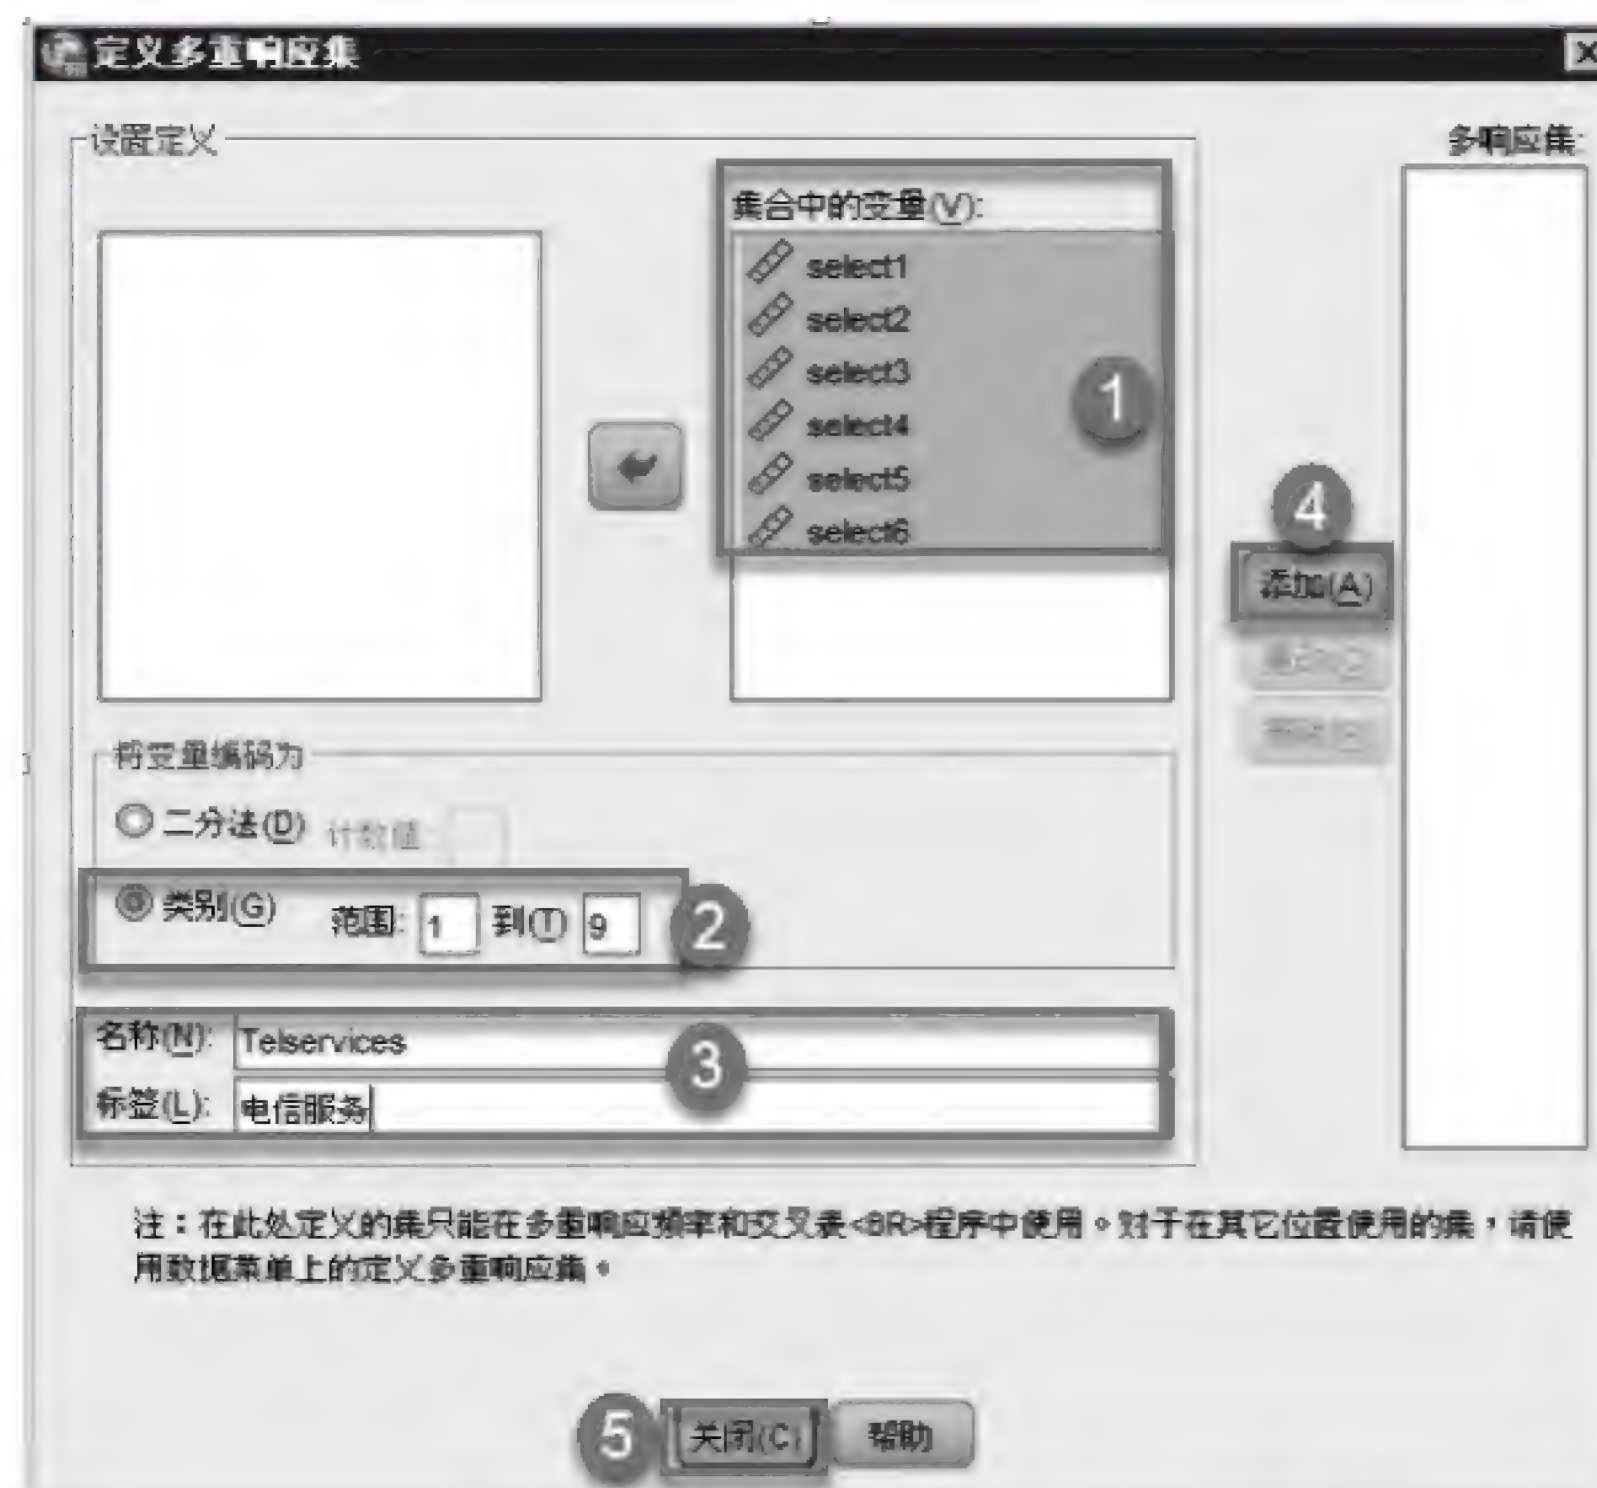 定义多重响应集
设置定义
多响应集:
集合中的变量(V):
select1
select2
select3
select4
select5
select6
1
4
添加(A)
将变量编码为
二分法(D) 计数值:
类别(G) 范围: 1 到(T) 9
2
名称(N): Telservices
3
标签(L): 电信服务
注：在此处定义的集只能在多重响应频率和交叉表<BR>程序中使用。对于在其它位置使用的集，请使
用数据菜单上的定义多重响应集。
5
关闭(C) 帮助